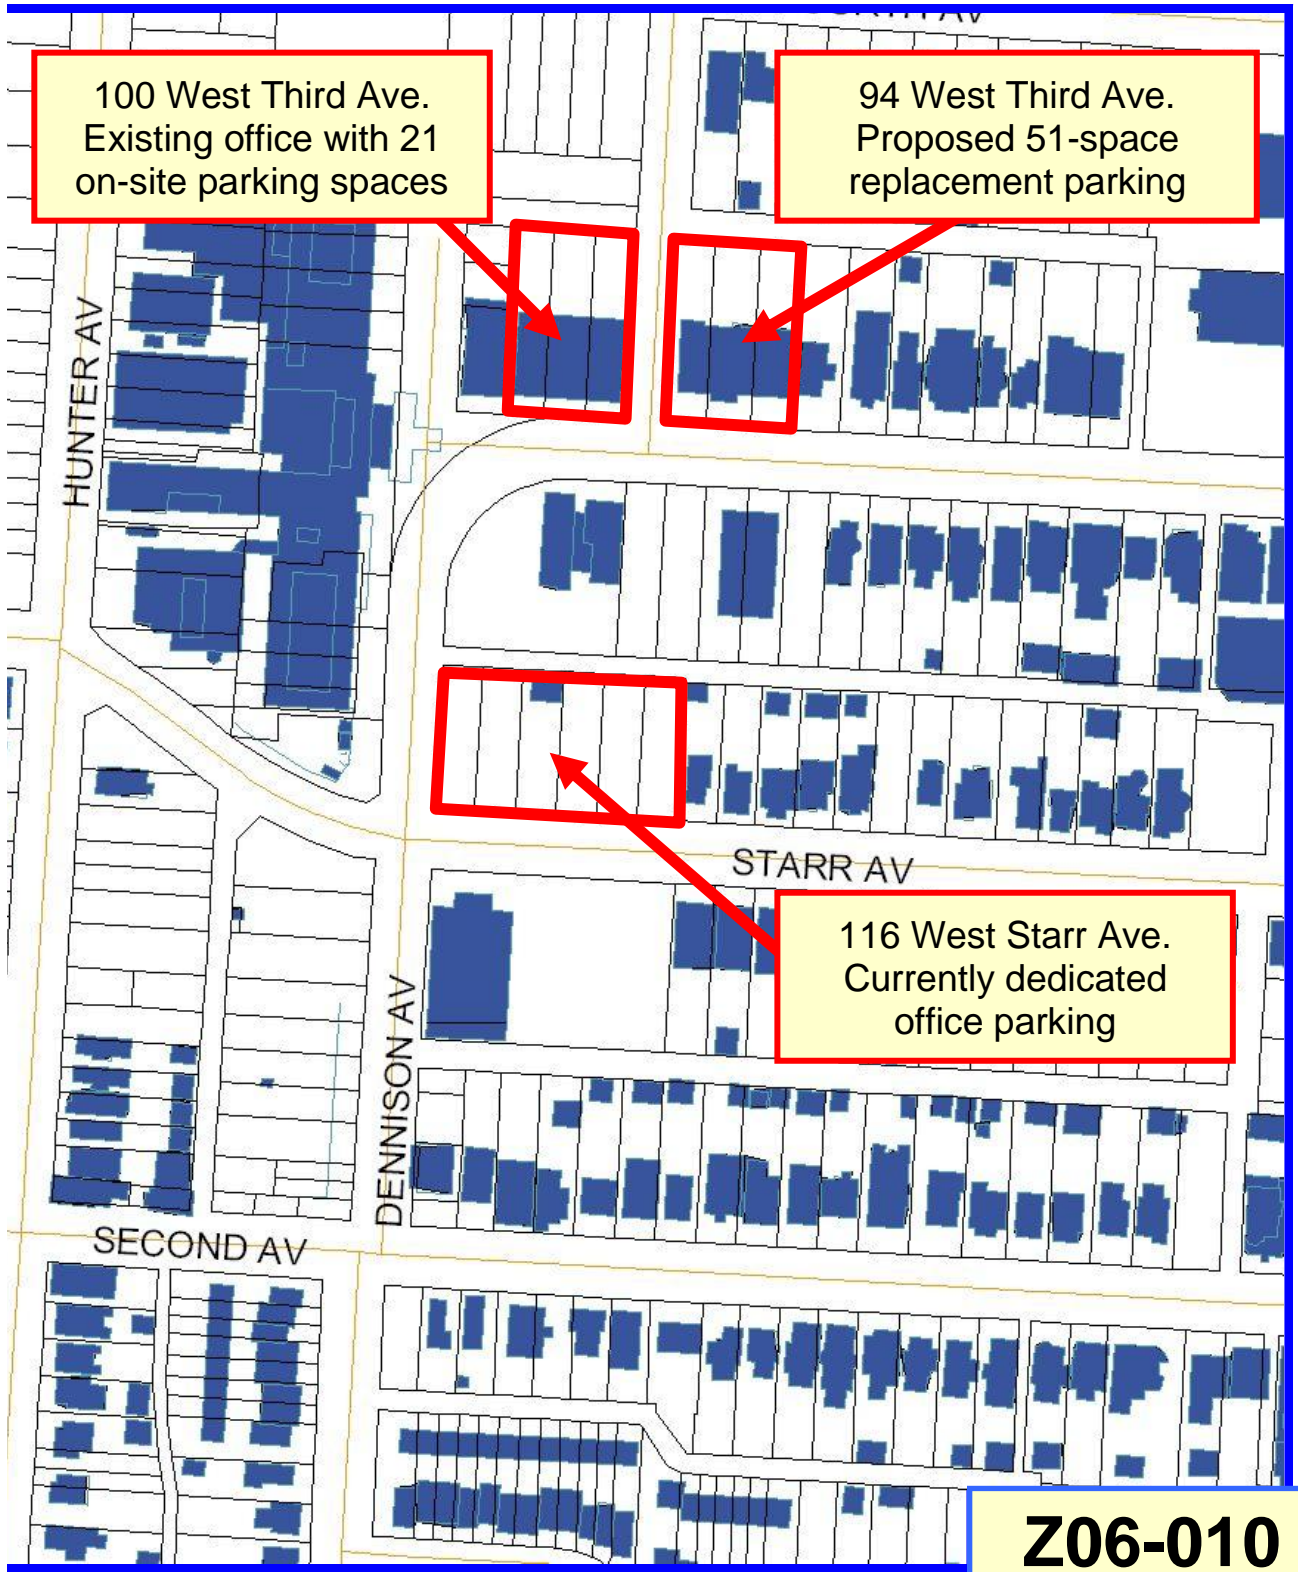 100 West Third Ave.
Existing office with 21
on-site parking spaces
94 West Third Ave.
Proposed 51-space
replacement parking
HUNTER AV
STARR AV
116 West Starr Ave.
Currently dedicated
office parking
DENNISON AV
SECOND AV
Z06-010